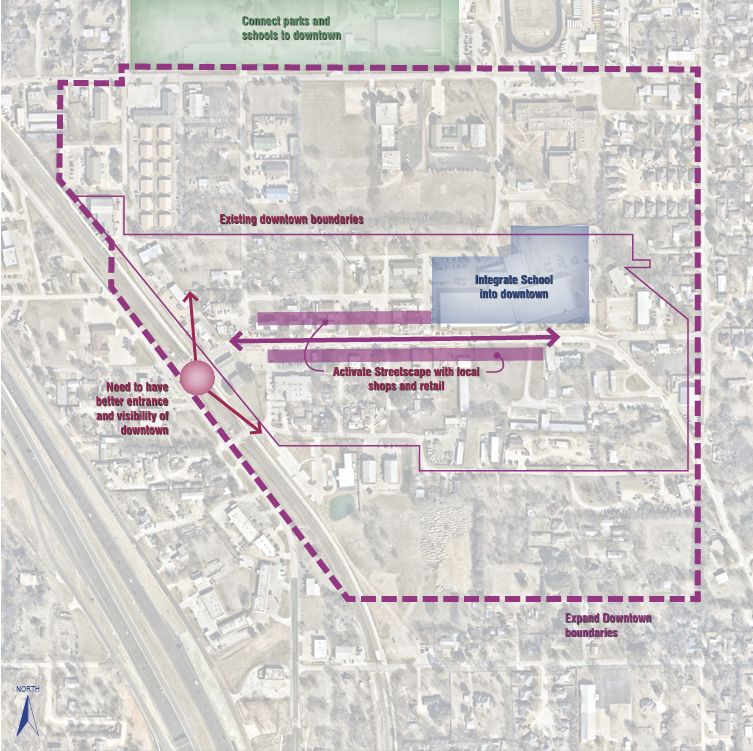 Connect parks and
schools to downtown
Existing downtown boundaries
Integrate School
into downtown
Activate Streetscape with local
shops and retail
Need to have
better entrance
and visibility of
downtown
Expand Downtown
boundaries
NORTH